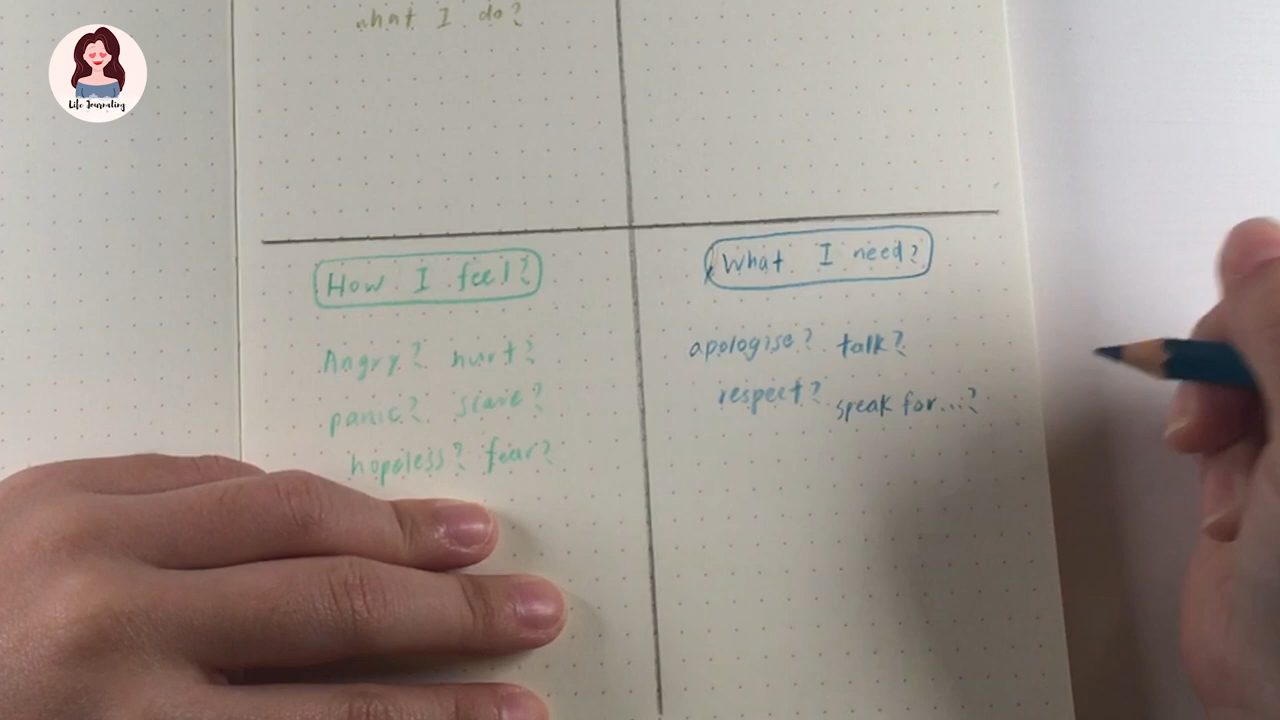 Life Journaling
what I do?
How I feel?
Angry? hurt?
panic? scare?
hopeless? fear?
What I need?
apologise? talk?
respect? speak for...?